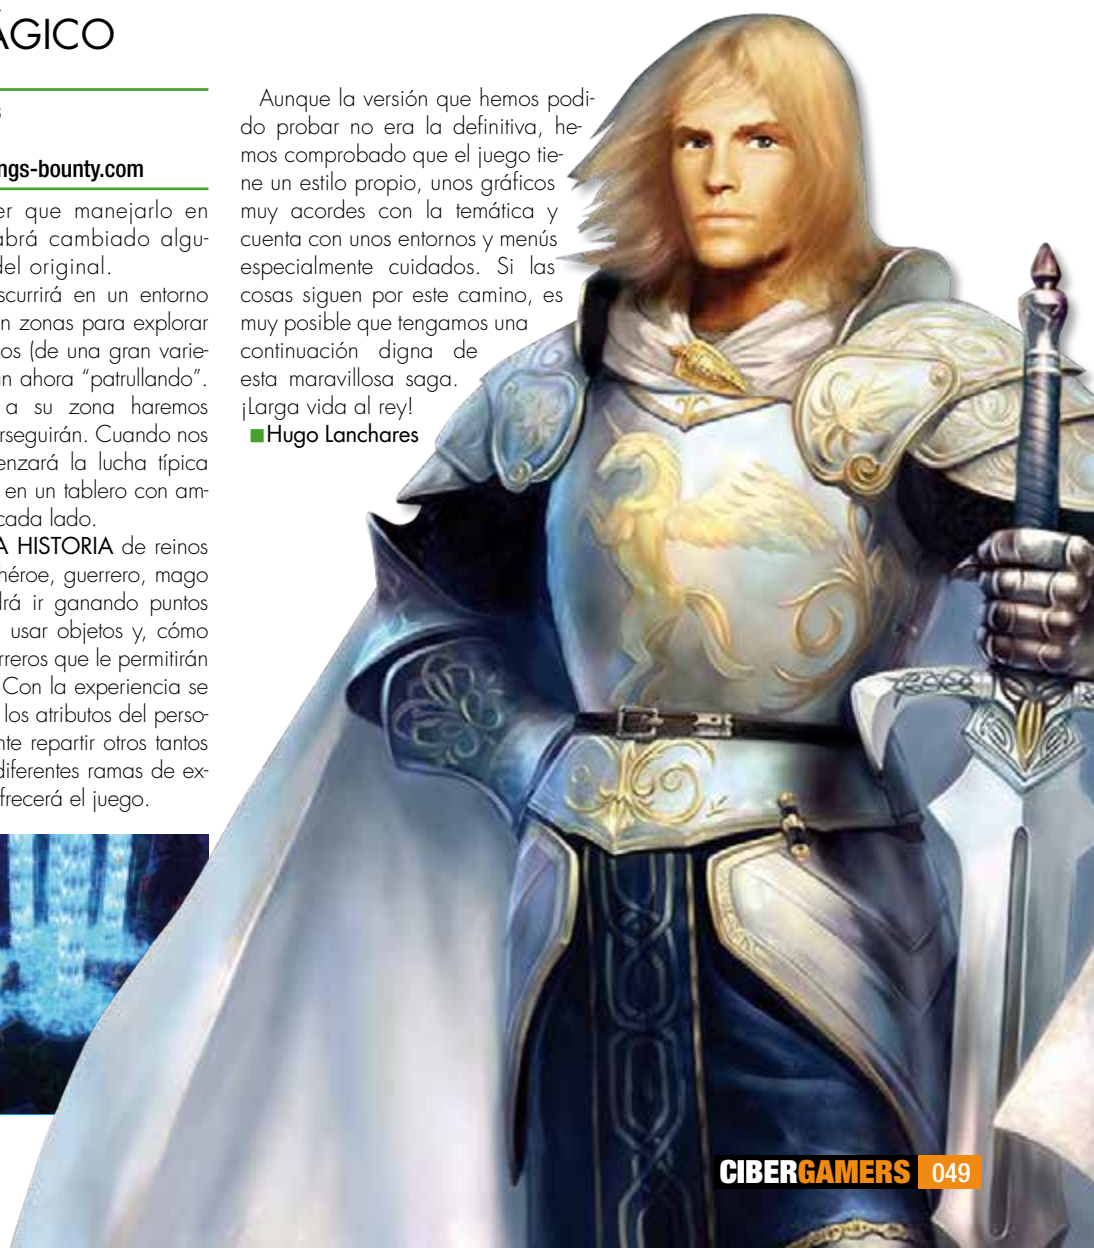 ÁGICO
ngs-bounty.com
er que manejarlo en
abrá cambiado algu-
del original.
scurrirá en un entorno
n zonas para explorar
os (de una gran varie-
an ahora “patrullando”.
a su zona haremos
erseguirán. Cuando nos
enzará la lucha típica
en un tablero con am-
cada lado.
A HISTORIA de reinos
héroe, guerrero, mago
drá ir ganando puntos
usar objetos y, cómo
rreros que le permitirán
Con la experiencia se
los atributos del perso-
nte repartir otros tantos
diferentes ramas de ex-
frecerá el juego.
Aunque la versión que hemos podi-
do probar no era la definitiva, he-
mos comprobado que el juego tie-
ne un estilo propio, unos gráficos
muy acordes con la temática y
cuenta con unos entornos y menús
especialmente cuidados. Si las
cosas siguen por este camino, es
muy posible que tengamos una
continuación digna de
esta maravillosa saga.
¡Larga vida al rey!
■Hugo Lanchares
CIBERGAMERS 049